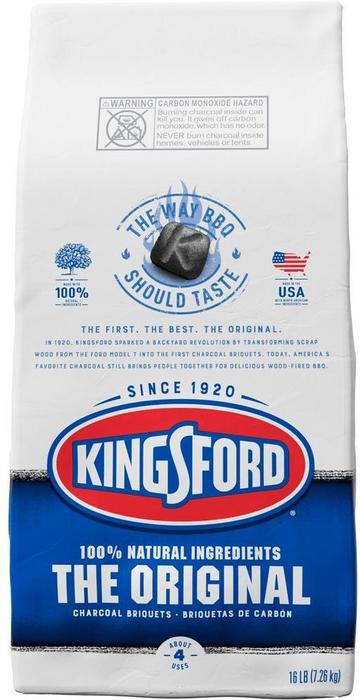 WARNING CARBON MONOXIDE HAZARD
Burning charcoal inside can
kill you. It gives off carbon
monoxide, which has no odor.
NEVER burn charcoal inside
homes, vehicles or tents.
THE WAY BBQ
K
SHOULD TASTE
MADE WITH
100%
NATURAL
INGREDIENTS
MADE IN THE
USA
WITH NORTH AMERICAN
INGREDIENTS
THE FIRST. THE BEST. THE ORIGINAL.
IN 1920, KINGSFORD SPARKED A BACKYARD REVOLUTION BY TRANSFORMING SCRAP
WOOD FROM THE FORD MODEL T INTO THE FIRST CHARCOAL BRIQUETS. TODAY, AMERICA'S
FAVORITE CHARCOAL STILL BRINGS PEOPLE TOGETHER FOR DELICIOUS WOOD-FIRED BBQ.
SINCE 1920
KINGSFORD
®
100% NATURAL INGREDIENTS
THE ORIGINAL
CHARCOAL BRIQUETS · BRIQUETAS DE CARBÓN
ABOUT
4
USES
16 LB (7.26 kg)